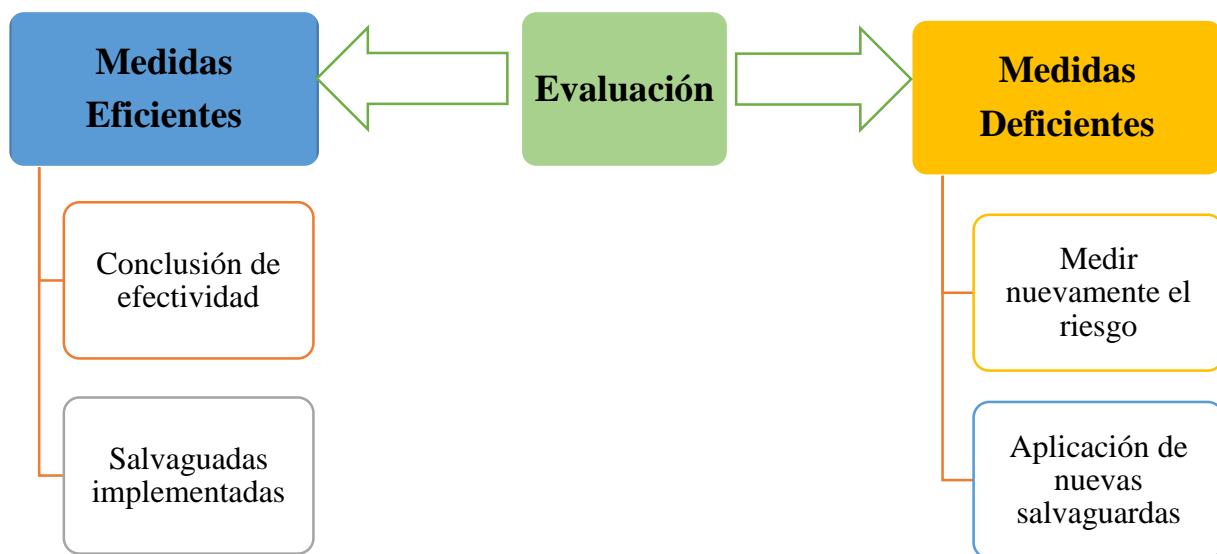 Medidas
Eficientes
Evaluación
Medidas
Deficientes
Conclusión de
efectividad
Medir
nuevamente el
riesgo
Salvaguadas
implementadas
Aplicación de
nuevas
salvaguardas